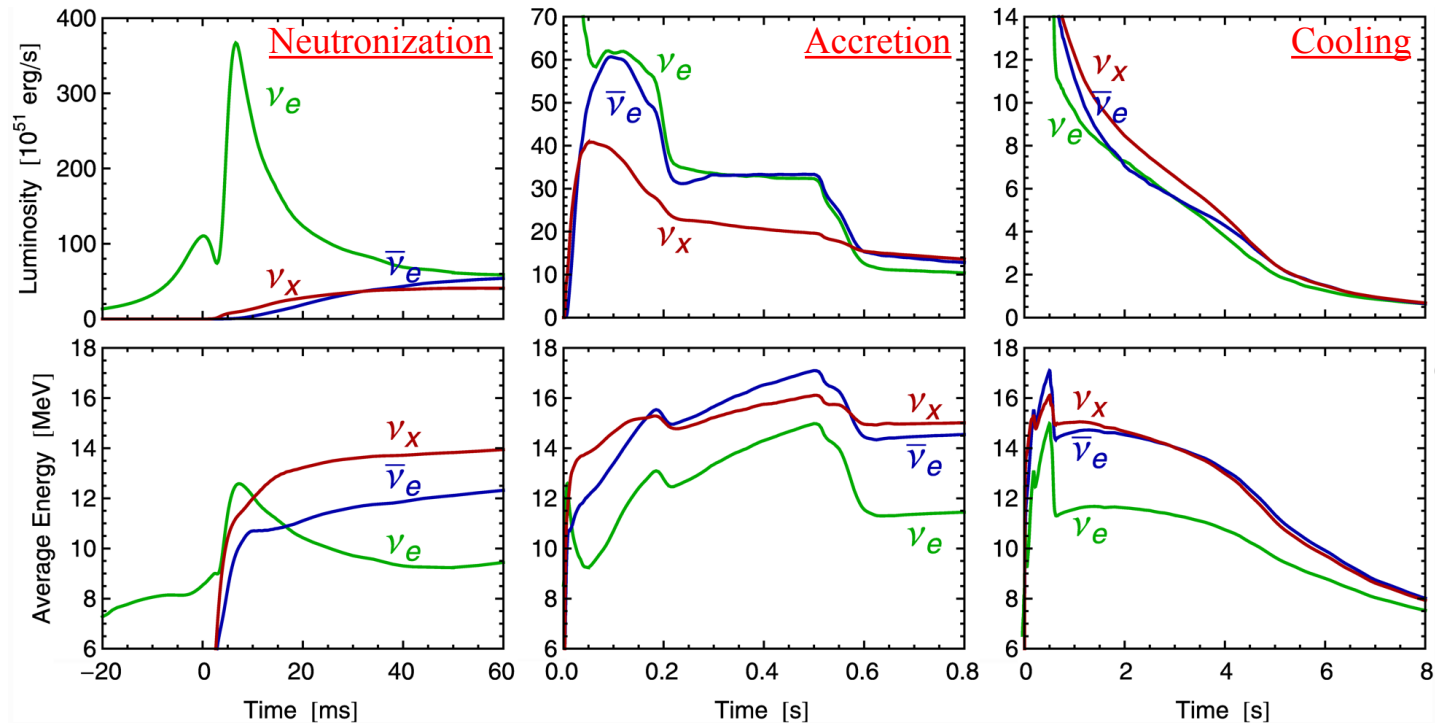 Neutronization
Accretion
Cooling
Luminosity [10⁵¹ erg/s]
400
300
200
100
0
νₑ
ν̅ₑ
νₓ
70
60
50
40
30
20
10
0
νₑ
ν̅ₑ
νₓ
14
12
10
8
6
4
2
0
νₓ
ν̅ₑ
νₑ
Average Energy [MeV]
18
16
14
12
10
8
6
νₓ
ν̅ₑ
νₑ
−20 0 20 40 60
Time [ms]
18
16
14
12
10
8
6
νₓ
ν̅ₑ
νₑ
0.0 0.2 0.4 0.6 0.8
Time [s]
18
16
14
12
10
8
6
νₓ
ν̅ₑ
νₑ
0 2 4 6 8
Time [s]